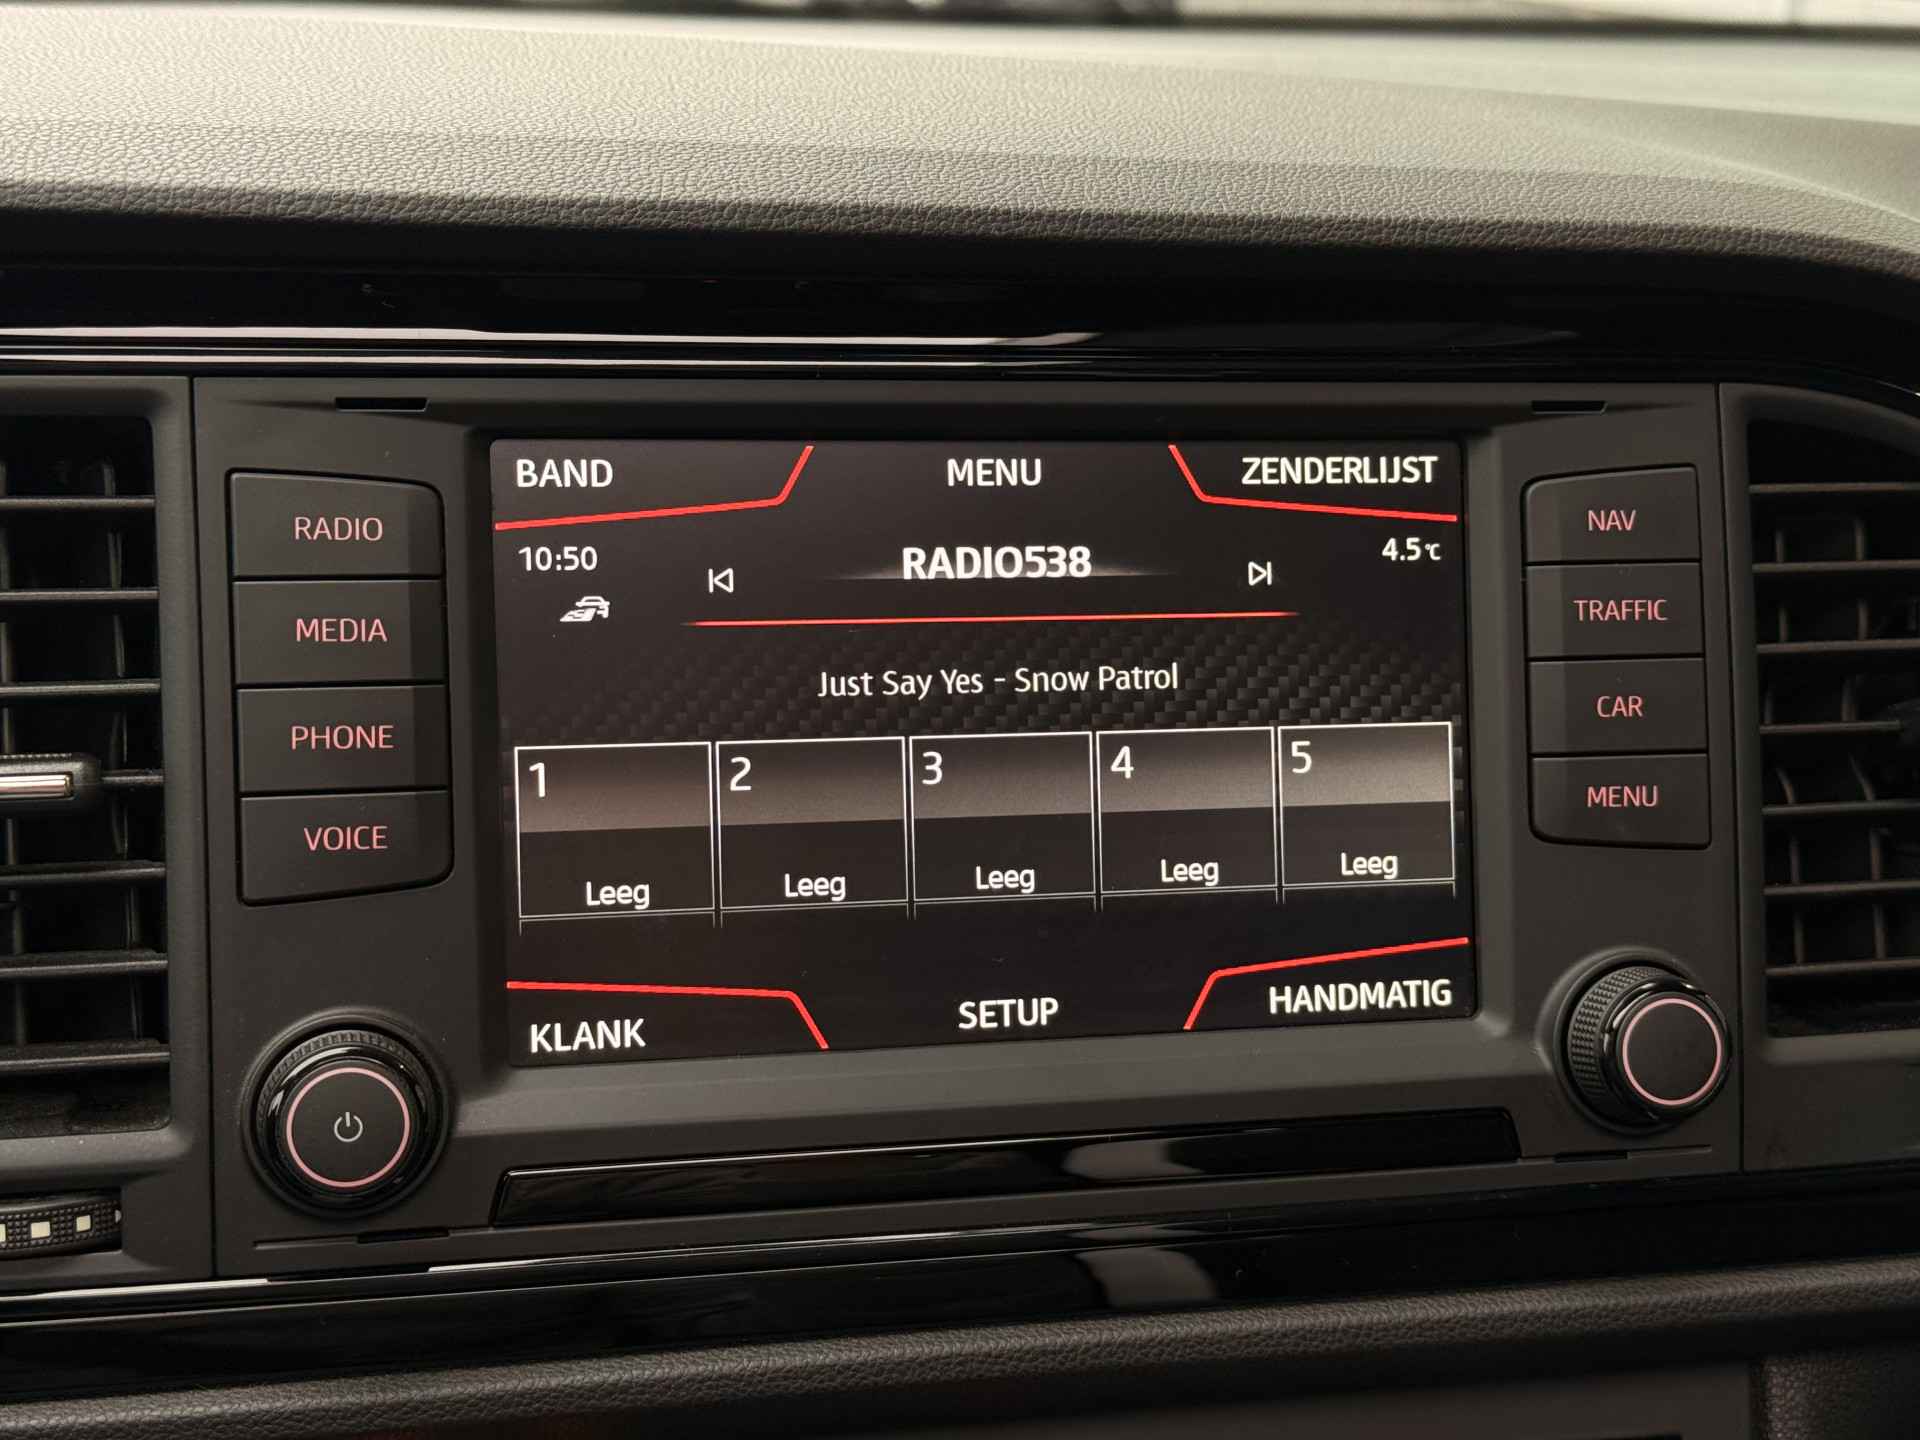 BAND MENU ZENDERLIJST
10:50 RADIO538 4.5°C
Just Say Yes - Snow Patrol
1 2 3 4 5
Leeg Leeg Leeg Leeg Leeg
KLANK SETUP HANDMATIG
RADIO
MEDIA
PHONE
VOICE
NAV
TRAFFIC
CAR
MENU